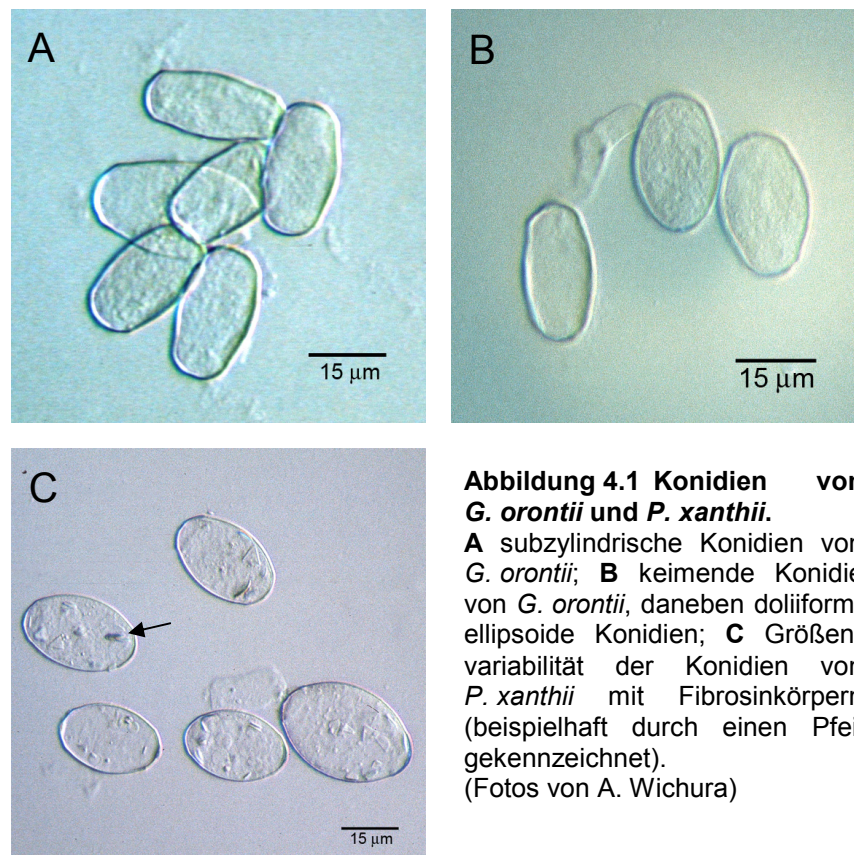 A
15 μm
B
15 μm
C
15 μm
Abbildung 4.1 Konidien von
G. orontii und P. xanthii.
A subzylindrische Konidien von
G. orontii; B keimende Konidie
von G. orontii, daneben doliiform
ellipsoide Konidien; C Größen
variabilität der Konidien von
P. xanthii mit Fibrosinkörpern
(beispielhaft durch einen Pfei
gekennzeichnet).
(Fotos von A. Wichura)